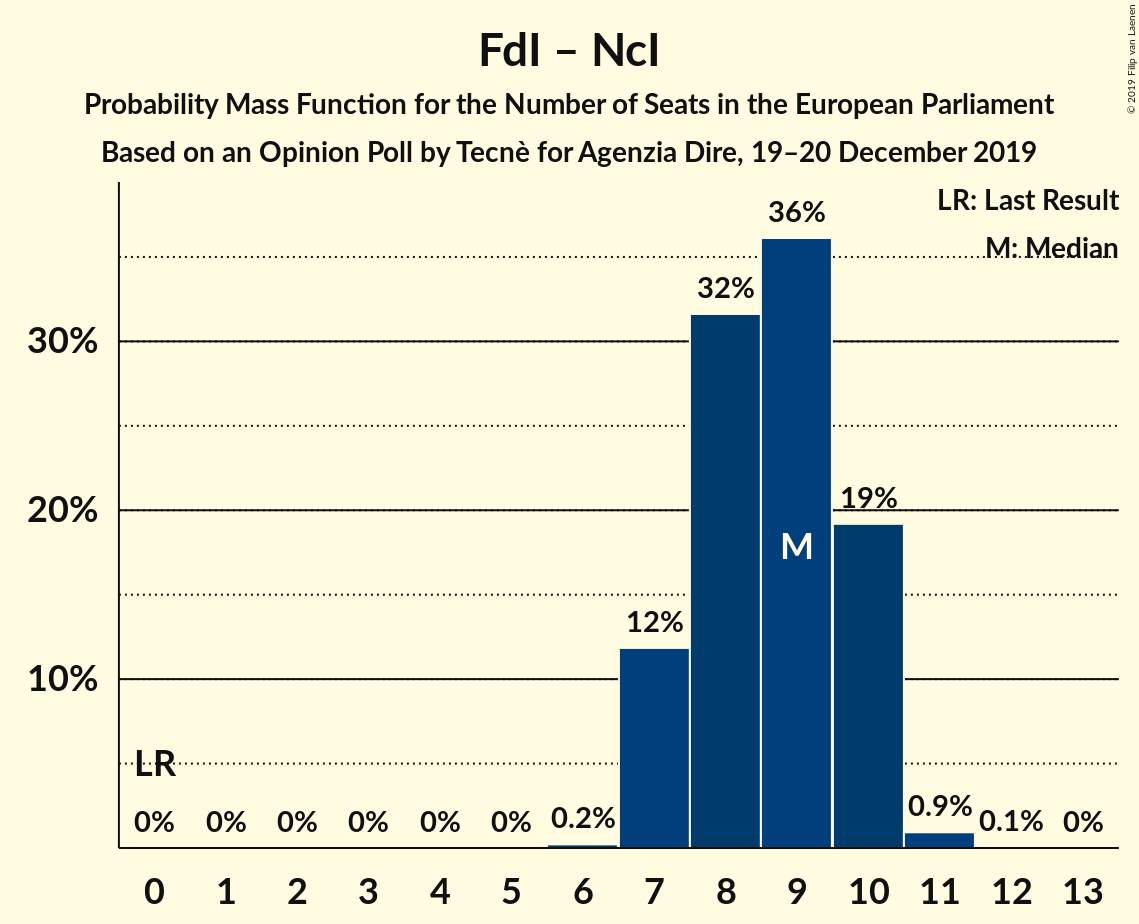 FdI – NcI
Probability Mass Function for the Number of Seats in the European Parliament
Based on an Opinion Poll by Tecnè for Agenzia Dire, 19–20 December 2019
© 2019 Filip van Laenen
LR: Last Result
M: Median
36%
32%
30%
19%
20%
M
12%
10%
LR
0% 0% 0% 0% 0% 0% 0.2% 0.9% 0.1% 0%
0 1 2 3 4 5 6 7 8 9 10 11 12 13